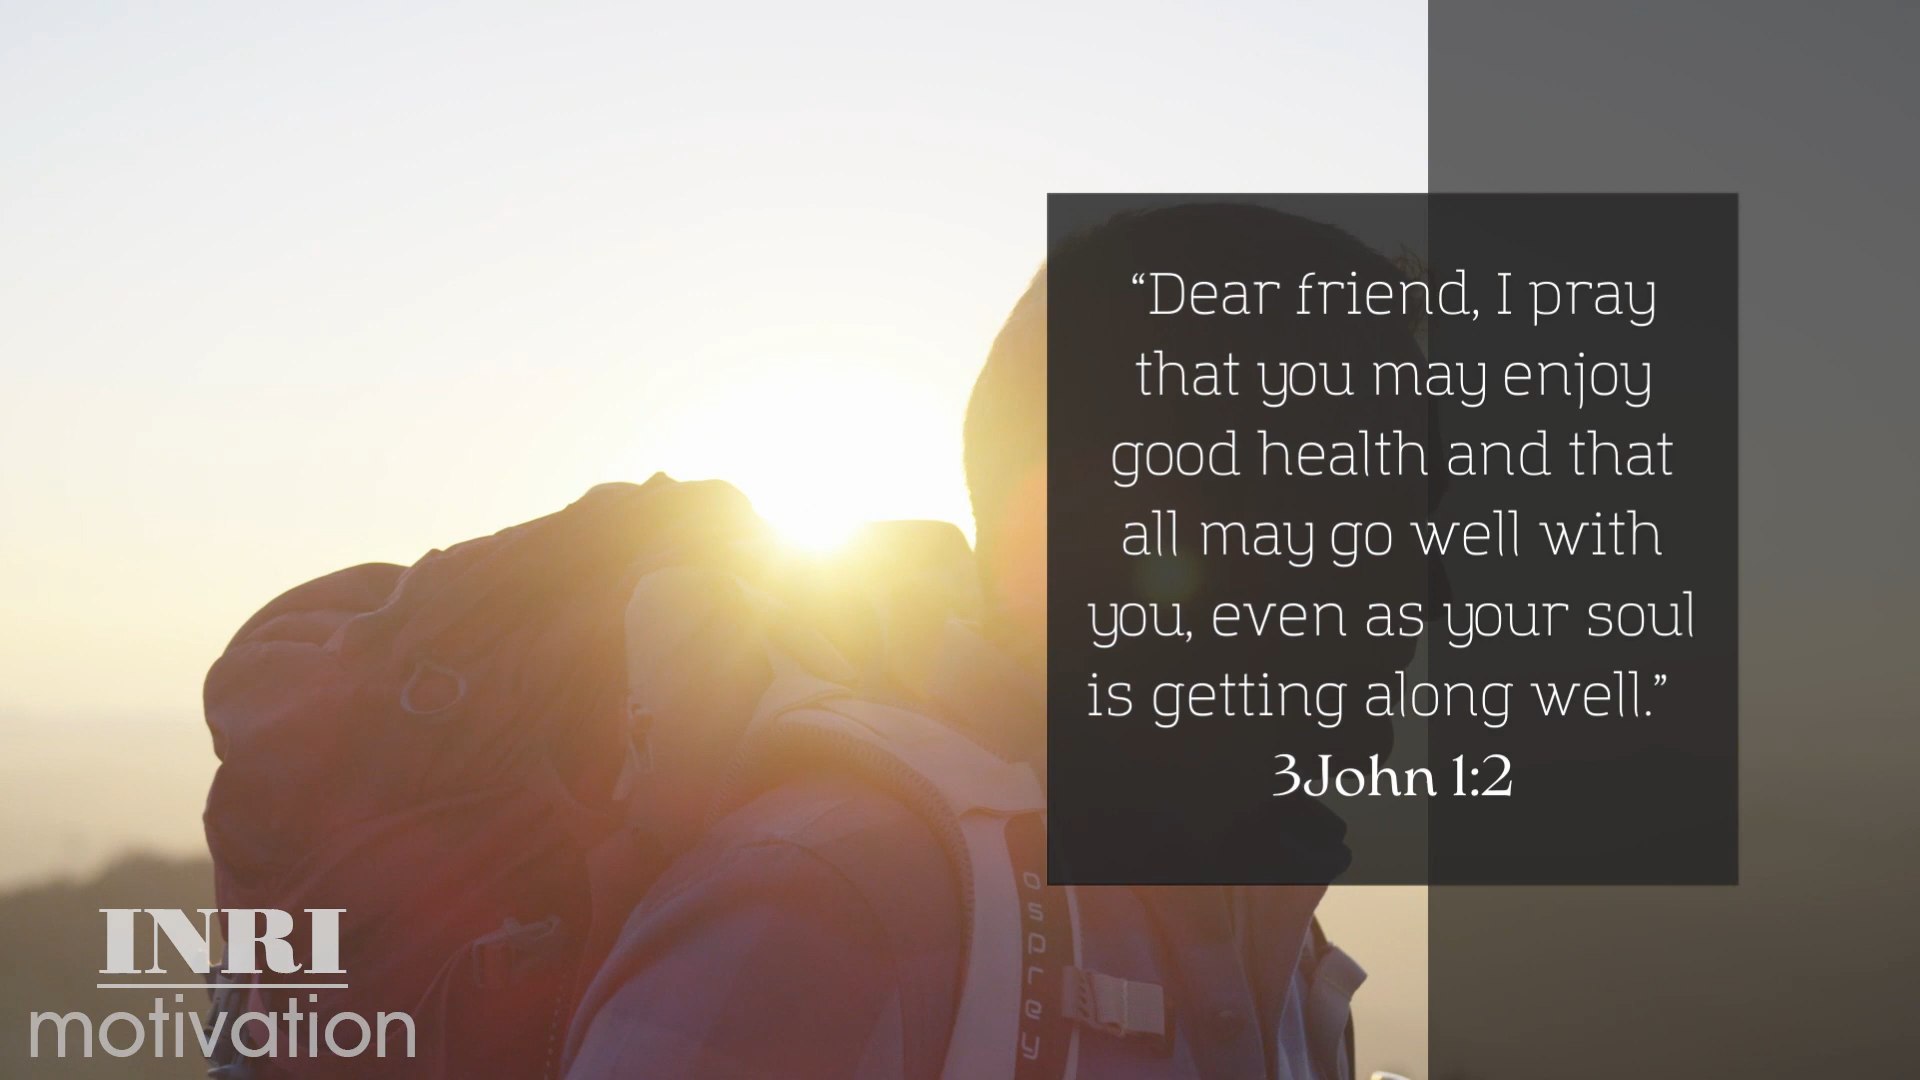 “Dear friend, I pray
that you may enjoy
good health and that
all may go well with
you, even as your soul
is getting along well.”
3John 1:2
osprey
INRI
motivation